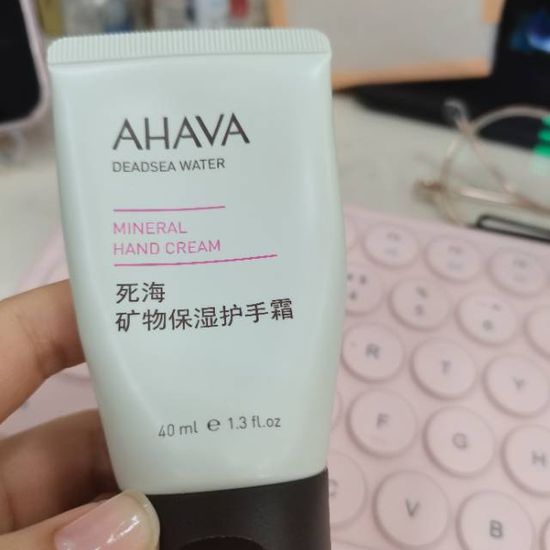 AHAVA
DEADSEA WATER
MINERAL
HAND CREAM
死海
矿物保湿护手霜
40 ml e 1.3 fl.oz
F
G
H
C
V
B